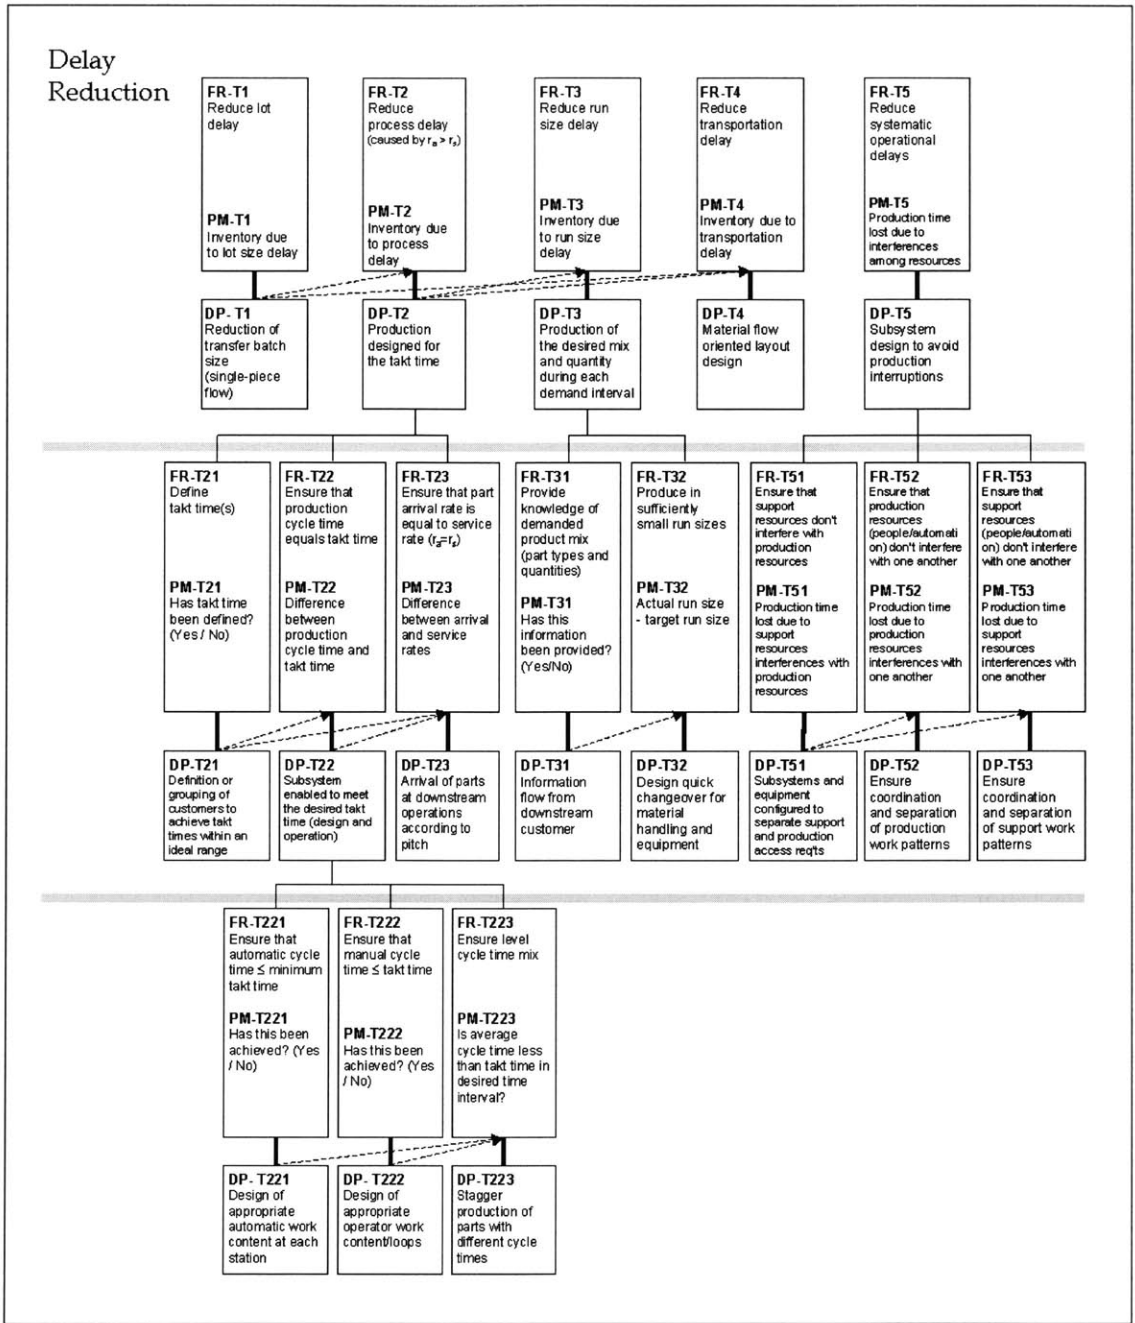 Delay
Reduction
FR-T1
Reduce lot
delay
PM-T1
Inventory due
to lot size delay
FR-T2
Reduce
process delay
(caused by rₐ > rₛ)
PM-T2
Inventory due
to process
delay
FR-T3
Reduce run
size delay
PM-T3
Inventory due
to run size
delay
FR-T4
Reduce
transportation
delay
PM-T4
Inventory due to
transportation
delay
FR-T5
Reduce
systematic
operational
delays
PM-T5
Production time
lost due to
interferences
among resources
DP- T1
Reduction of
transfer batch
size
(single-piece
flow)
DP-T2
Production
designed for
the takt time
DP-T3
Production of
the desired mix
and quantity
during each
demand interval
DP-T4
Material flow
oriented layout
design
DP-T5
Subsystem
design to avoid
production
interruptions
FR-T21
Define
takt time(s)
PM-T21
Has takt time
been defined?
(Yes / No)
FR-T22
Ensure that
production
cycle time
equals takt time
PM-T22
Difference
between
production
cycle time and
takt time
FR-T23
Ensure that part
arrival rate is
equal to service
rate (rₐ=rₛ)
PM-T23
Difference
between arrival
and service
rates
FR-T31
Provide
knowledge of
demanded
product mix
(part types and
quantities)
PM-T31
Has this
information
been provided?
(Yes/No)
FR-T32
Produce in
sufficiently
small run sizes
PM-T32
Actual run size
- target run size
FR-T51
Ensure that
support
resources don't
interfere with
production
resources
PM-T51
Production time
lost due to
support
resources
interferences with
production
resources
FR-T52
Ensure that
production
resources
(people/automati
on) don't interfere
with one another
PM-T52
Production time
lost due to
production
resources
interferences with
one another
FR-T53
Ensure that
support
resources
(people/automati
on) don't interfere
with one another
PM-T53
Production time
lost due to
support
resources
interferences with
one another
DP-T21
Definition or
grouping of
customers to
achieve takt
times within an
ideal range
DP-T22
Subsystem
enabled to meet
the desired takt
time (design and
operation)
DP-T23
Arrival of parts
at downstream
operations
according to
pitch
DP-T31
Information
flow from
downstream
customer
DP-T32
Design quick
changeover for
material
handling and
equipment
DP-T51
Subsystems and
equipment
configured to
separate support
and production
access req'ts
DP-T52
Ensure
coordination
and separation
of production
work patterns
DP-T53
Ensure
coordination
and separation
of support work
patterns
FR-T221
Ensure that
automatic cycle
time ≤ minimum
takt time
PM-T221
Has this been
achieved? (Yes
/ No)
FR-T222
Ensure that
manual cycle
time ≤ takt time
PM-T222
Has this been
achieved? (Yes
/ No)
FR-T223
Ensure level
cycle time mix
PM-T223
Is average
cycle time less
than takt time in
desired time
interval?
DP- T221
Design of
appropriate
automatic work
content at each
station
DP- T222
Design of
appropriate
operator work
content/loops
DP-T223
Stagger
production of
parts with
different cycle
times